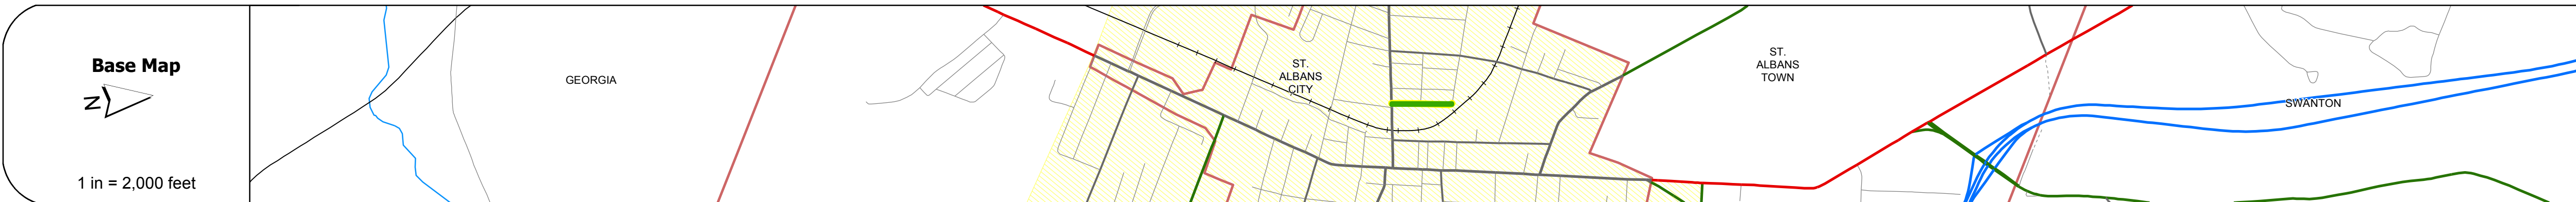 Base Map
N
1 in = 2,000 feet
GEORGIA
ST.
ALBANS
CITY
ST.
ALBANS
TOWN
SWANTON